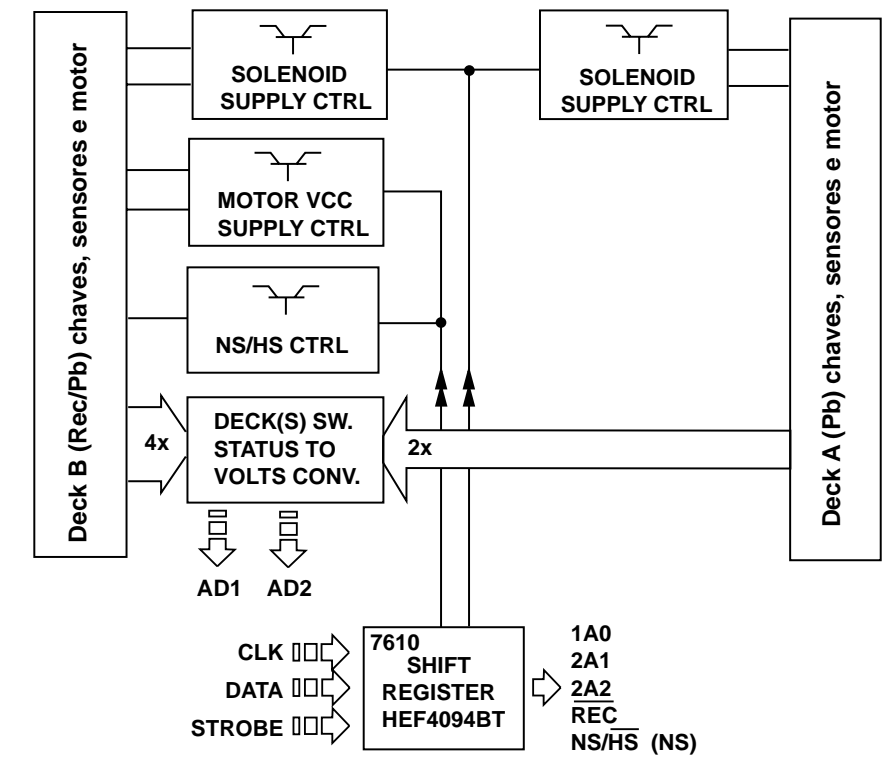 Deck B (Rec/Pb) chaves, sensores e motor
SOLENOID
SUPPLY CTRL
SOLENOID
SUPPLY CTRL
Deck A (Pb) chaves, sensores e motor
MOTOR VCC
SUPPLY CTRL
NS/HS CTRL
4x
DECK(S) SW.
STATUS TO
VOLTS CONV.
2x
AD1
AD2
CLK
DATA
STROBE
7610
SHIFT
REGISTER
HEF4094BT
1A0
2A1
2A2
REC
NS/HS (NS)